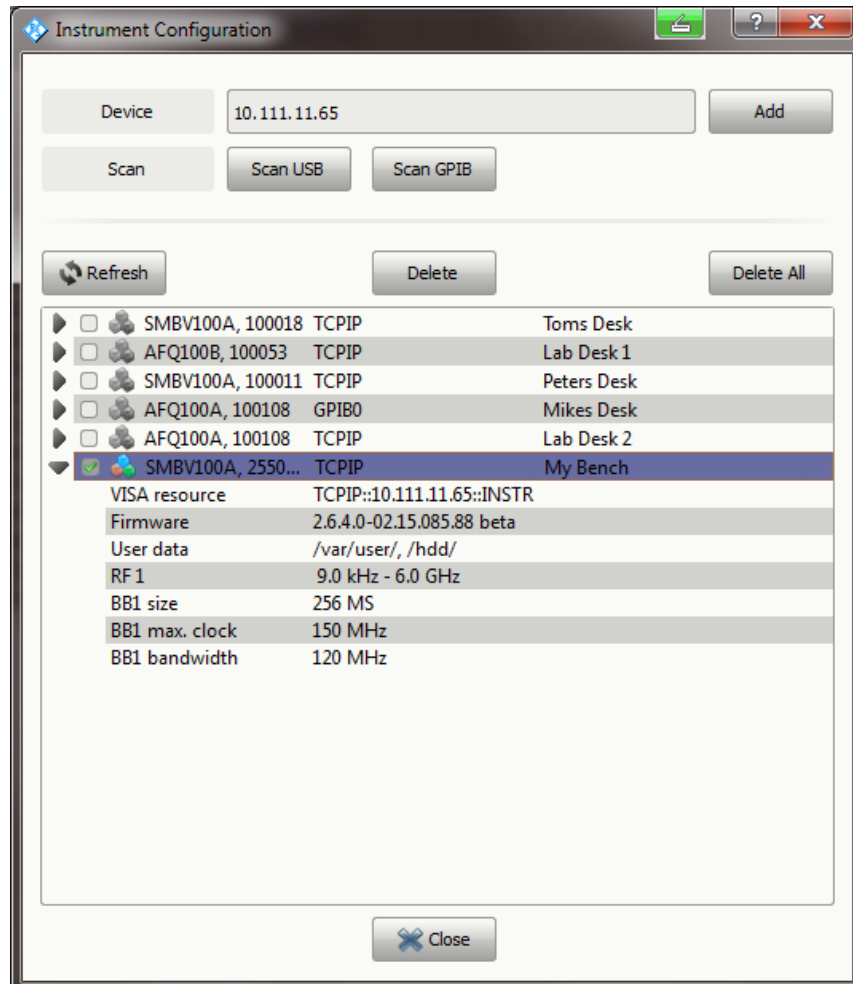 Instrument Configuration
?
Device 10.111.11.65 Add
Scan Scan USB Scan GPIB
Refresh Delete Delete All
SMBV100A, 100018 TCPIP Toms Desk
AFQ100B, 100053 TCPIP Lab Desk 1
SMBV100A, 100011 TCPIP Peters Desk
AFQ100A, 100108 GPIB0 Mikes Desk
AFQ100A, 100108 TCPIP Lab Desk 2
SMBV100A, 2550... TCPIP My Bench
VISA resource TCPIP::10.111.11.65::INSTR
Firmware 2.6.4.0-02.15.085.88 beta
User data /var/user/, /hdd/
RF 1 9.0 kHz - 6.0 GHz
BB1 size 256 MS
BB1 max. clock 150 MHz
BB1 bandwidth 120 MHz
Close